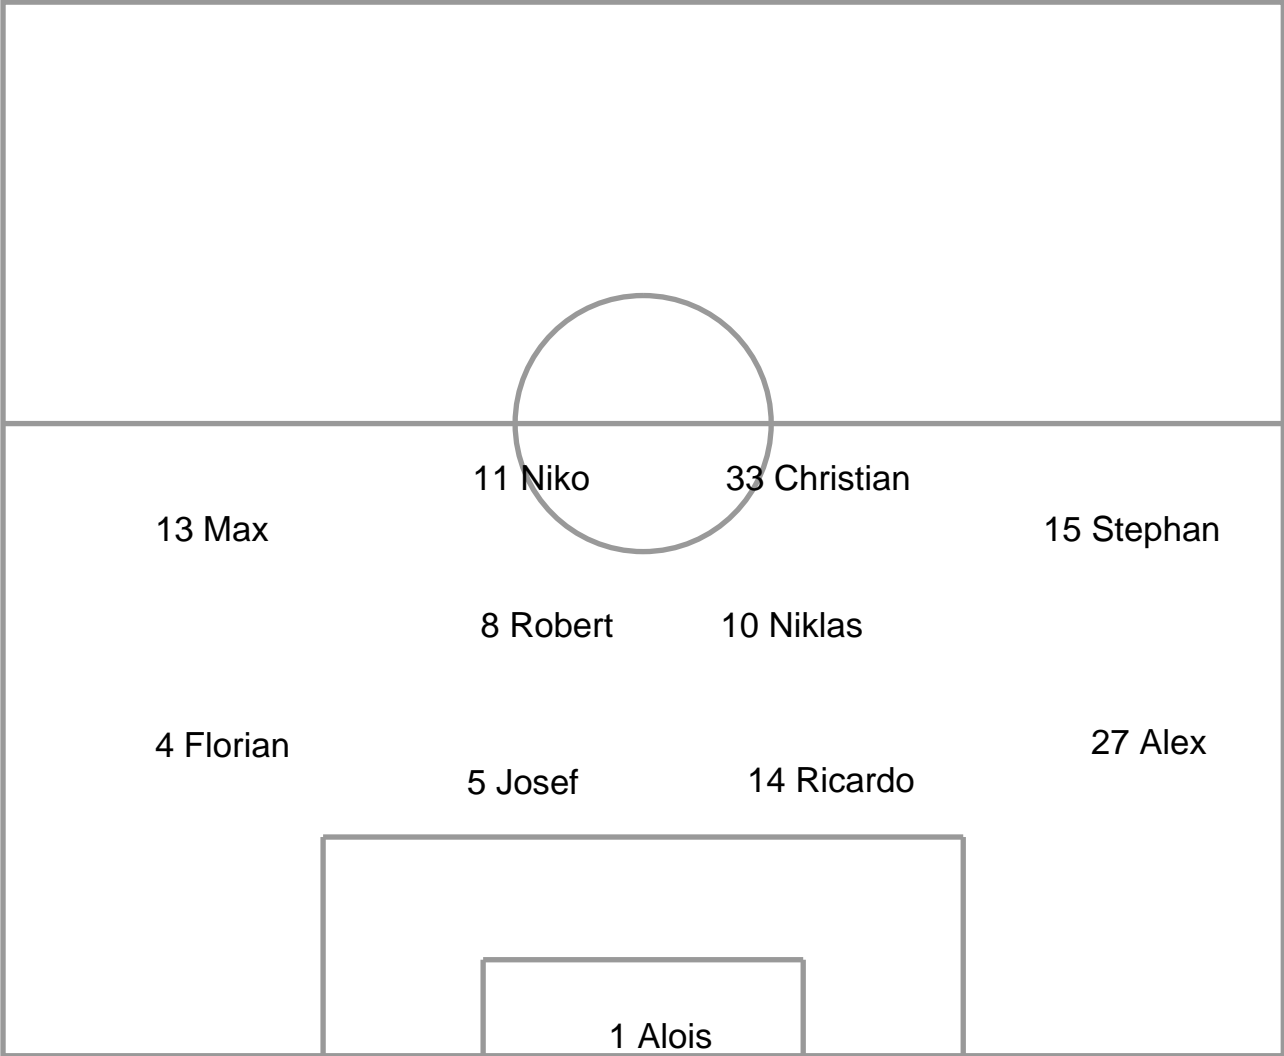 11 Niko
33 Christian
13 Max
15 Stephan
8 Robert
10 Niklas
4 Florian
27 Alex
5 Josef
14 Ricardo
1 Alois